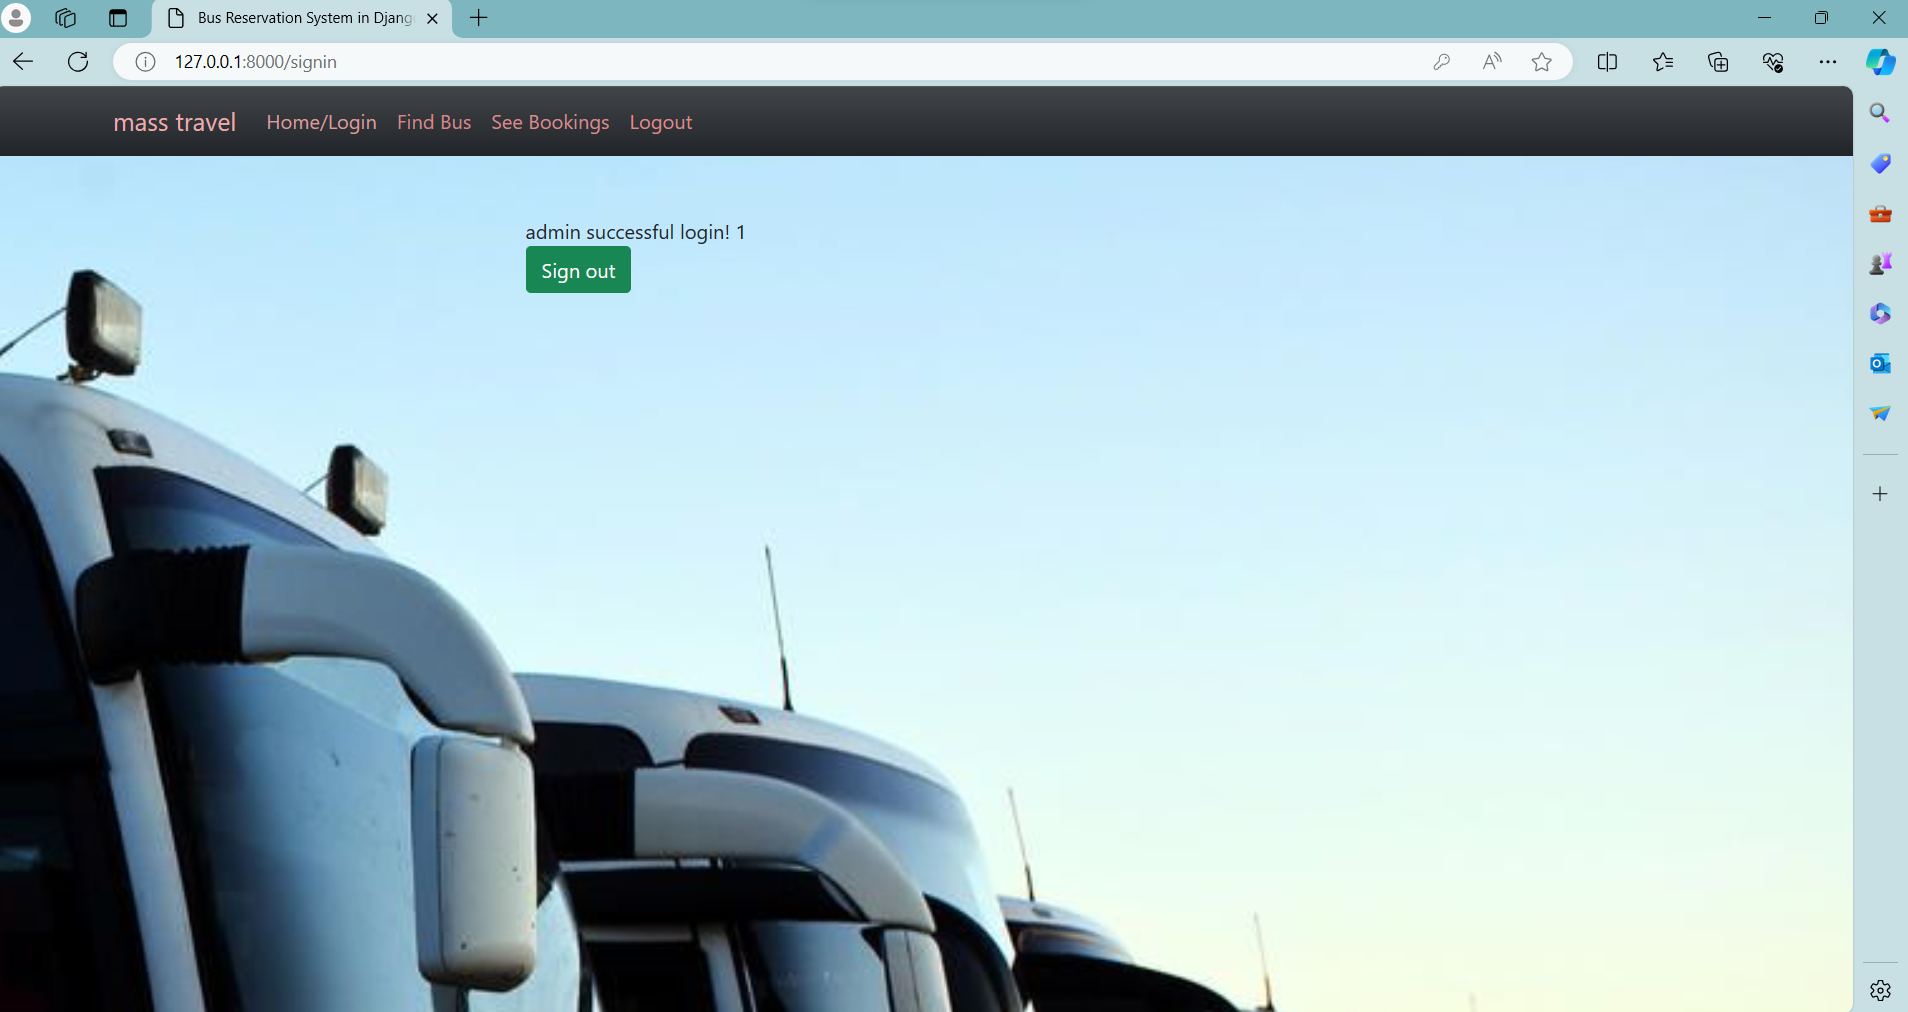 Bus Reservation System in Djang
127.0.0.1:8000/signin
mass travel Home/Login Find Bus See Bookings Logout
admin successful login! 1
Sign out